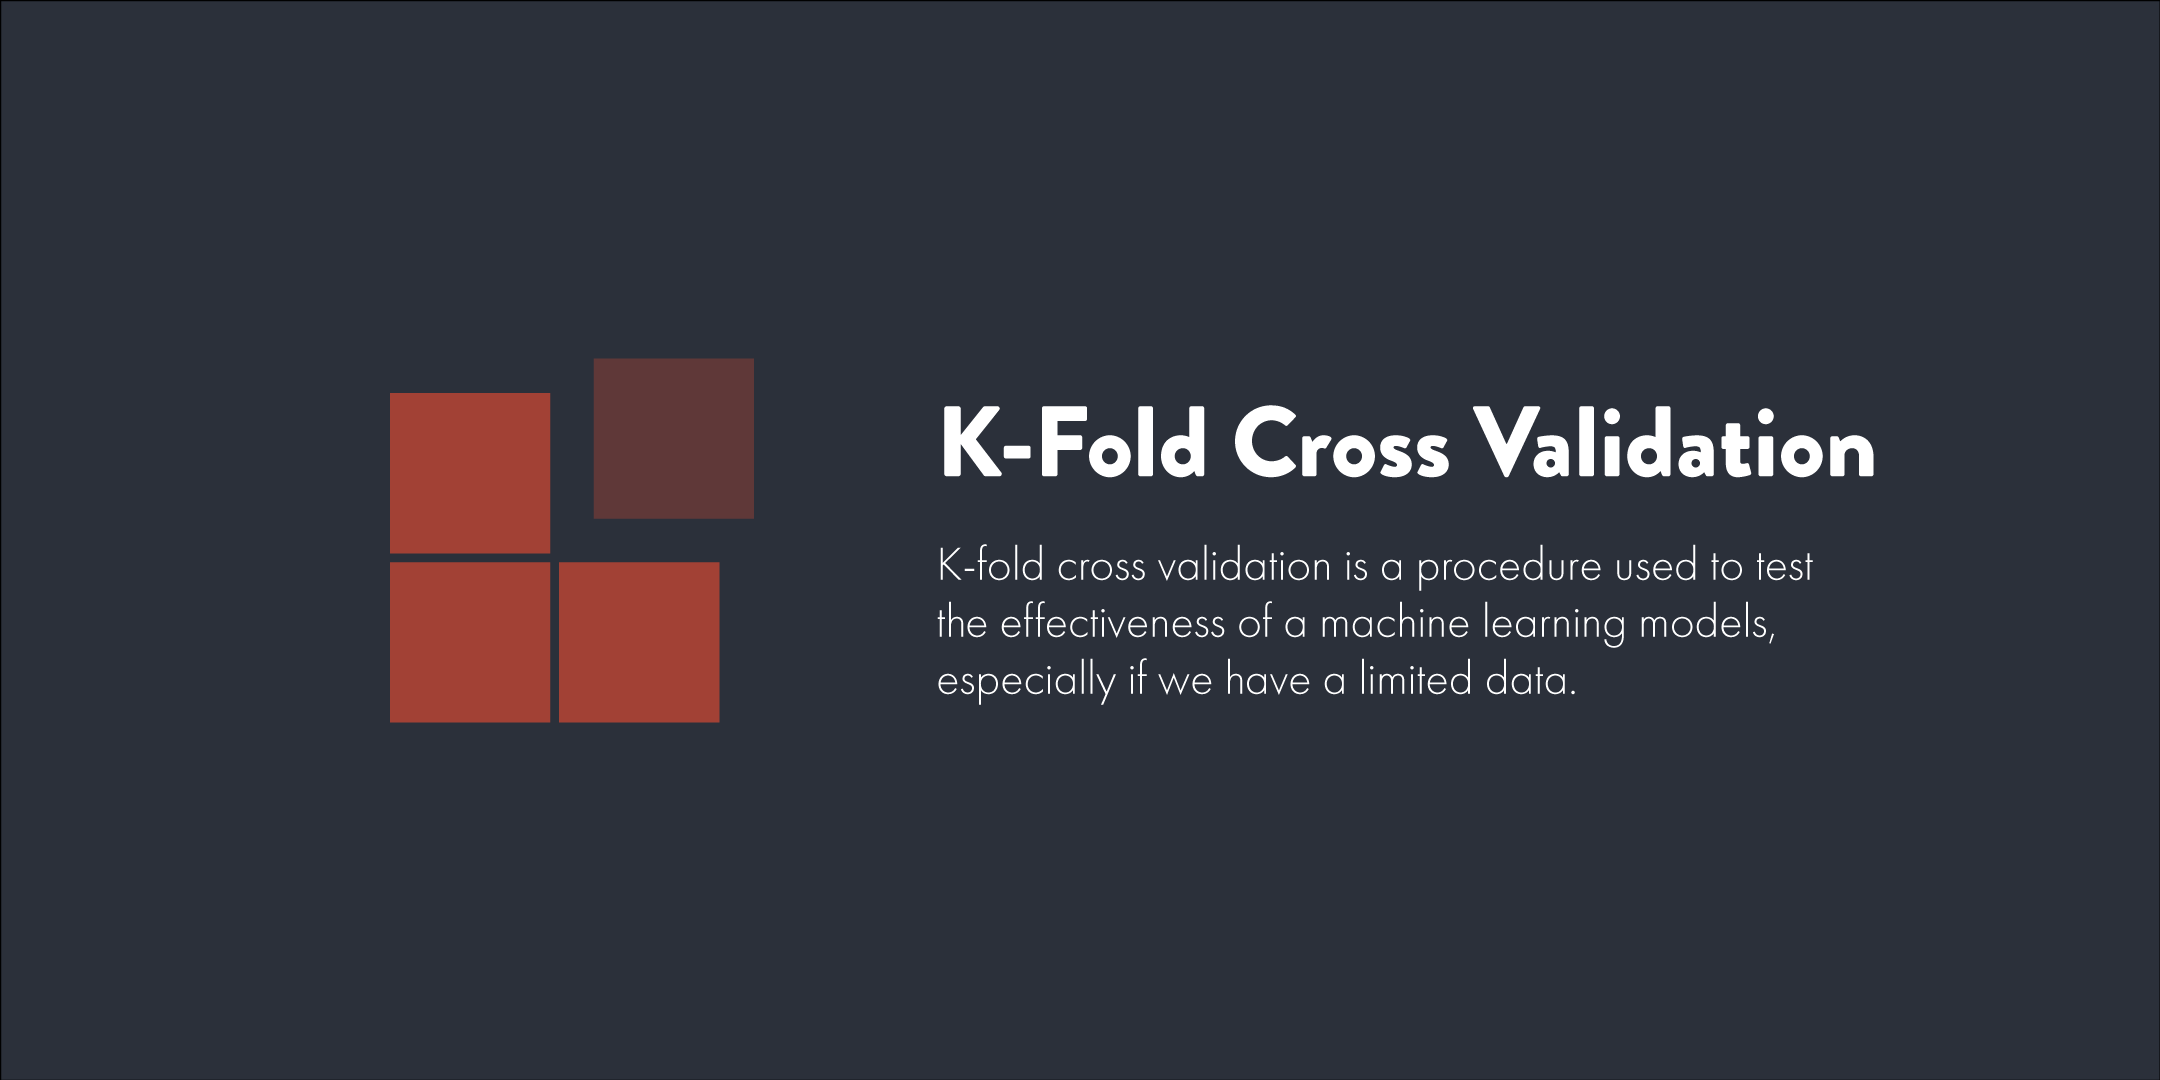 K-Fold Cross Validation
K-fold cross validation is a procedure used to test
the effectiveness of a machine learning models,
especially if we have a limited data.